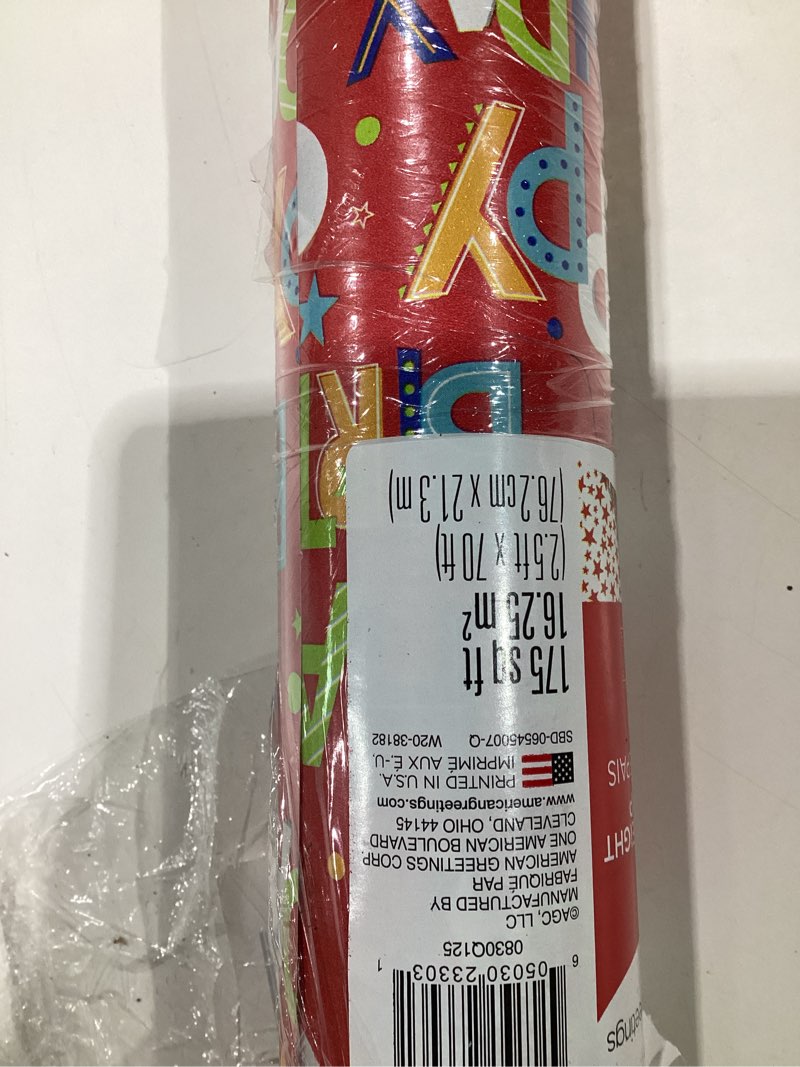 6 05030 23303 1
0830Q125
©AGC, LLC
MANUFACTURED BY
FABRIQUÉ PAR
AMERICAN GREETINGS CORP.
ONE AMERICAN BOULEVARD
CLEVELAND, OHIO 44145
www.americangreetings.com
PRINTED IN U.S.A.
IMPRIMÉ AUX É.-U.
SBD-06545007-Q W20-38182
175 sq ft
16.25 m²
(2.5 ft x 70 ft)
(76.2cm x 21.3 m)